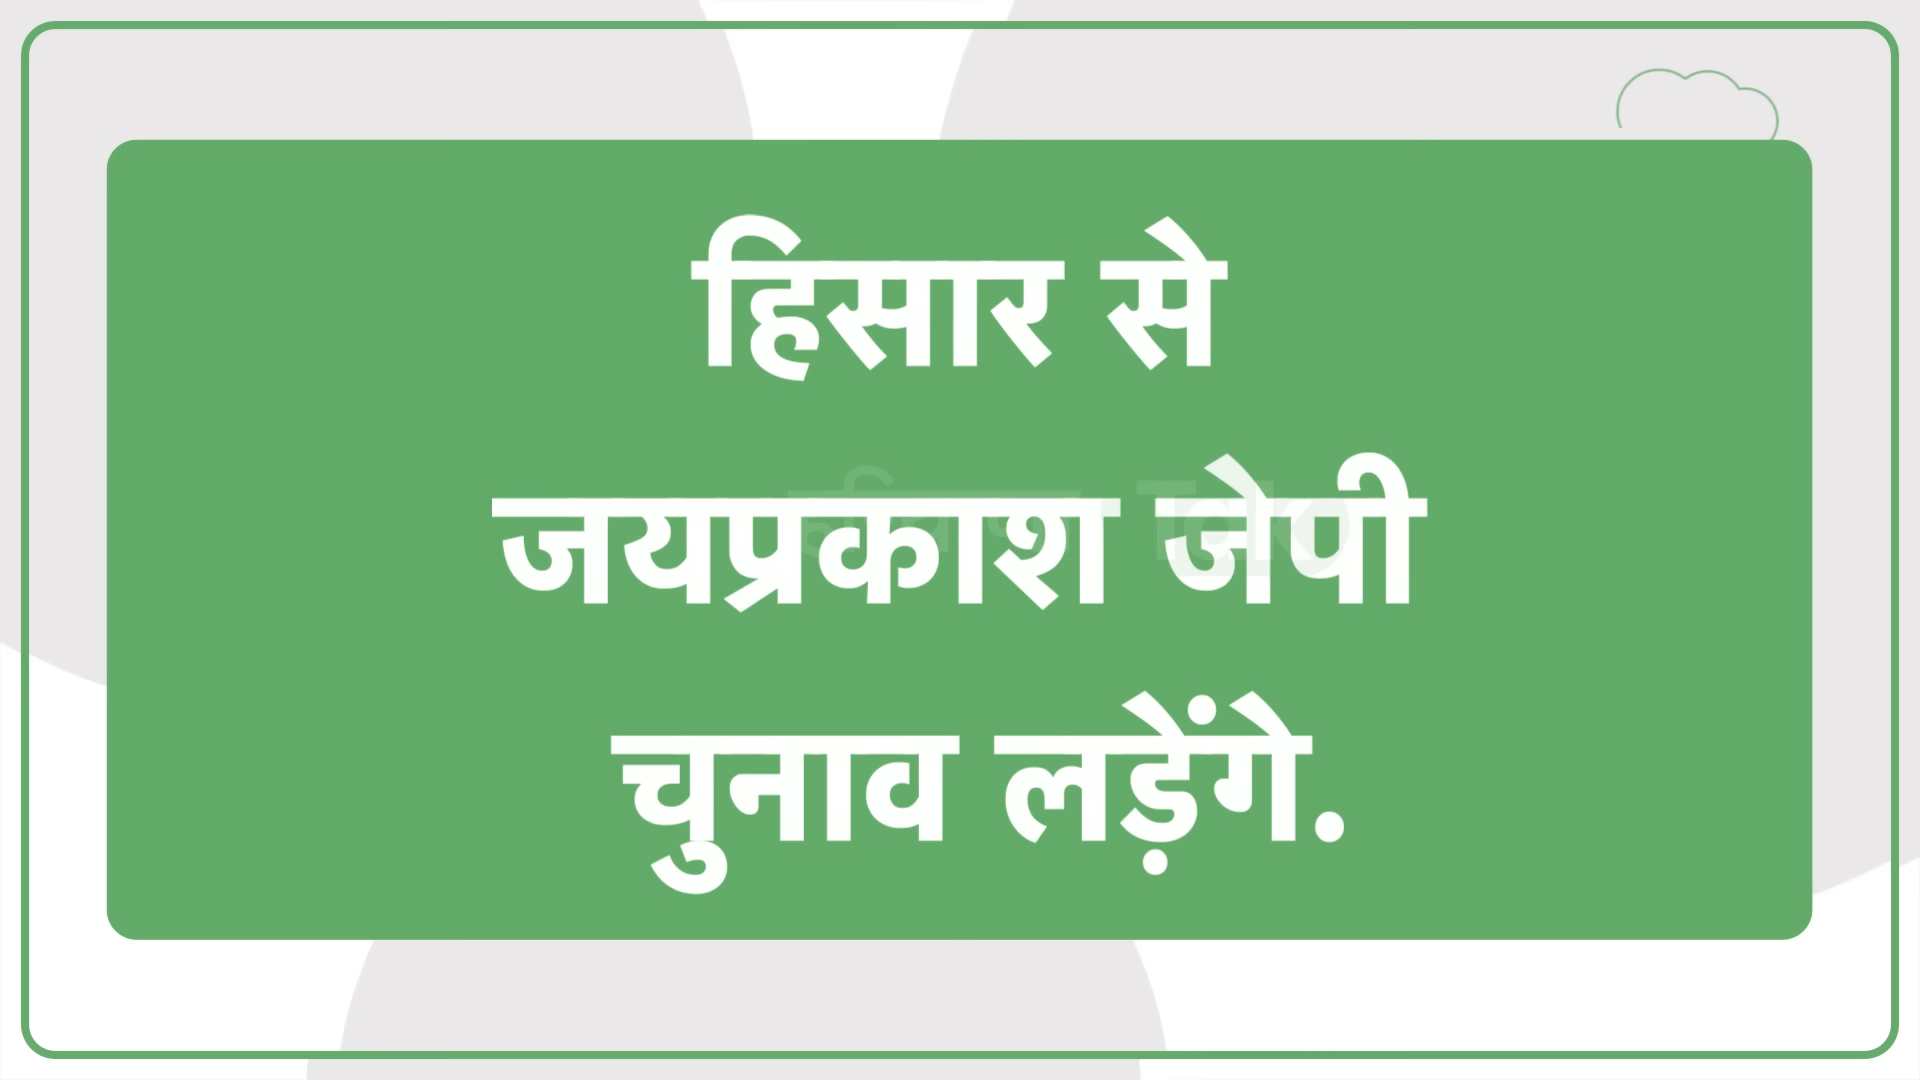 हिसार से
जयप्रकाश जेपी
चुनाव लड़ेंगे.